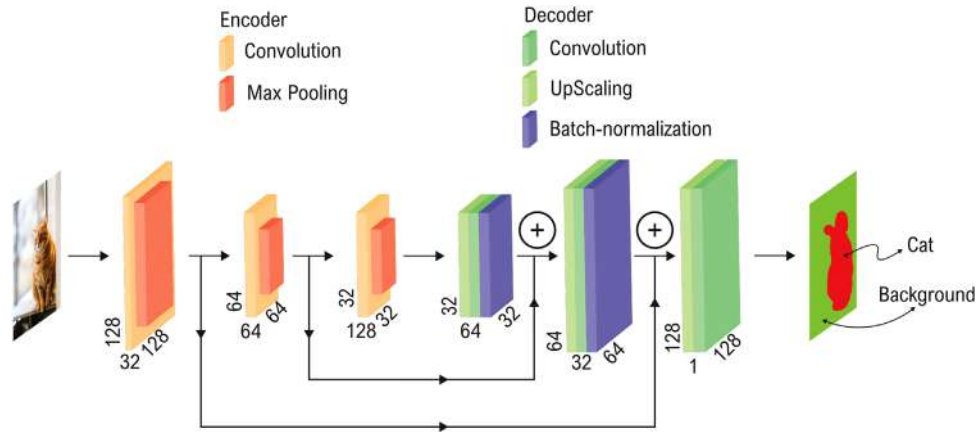 Encoder
Convolution
Max Pooling
Decoder
Convolution
UpScaling
Batch-normalization
128
32
128
64
64
64
32
128
32
32
64
32
64
32
64
128
1
128
+
+
Cat
Background